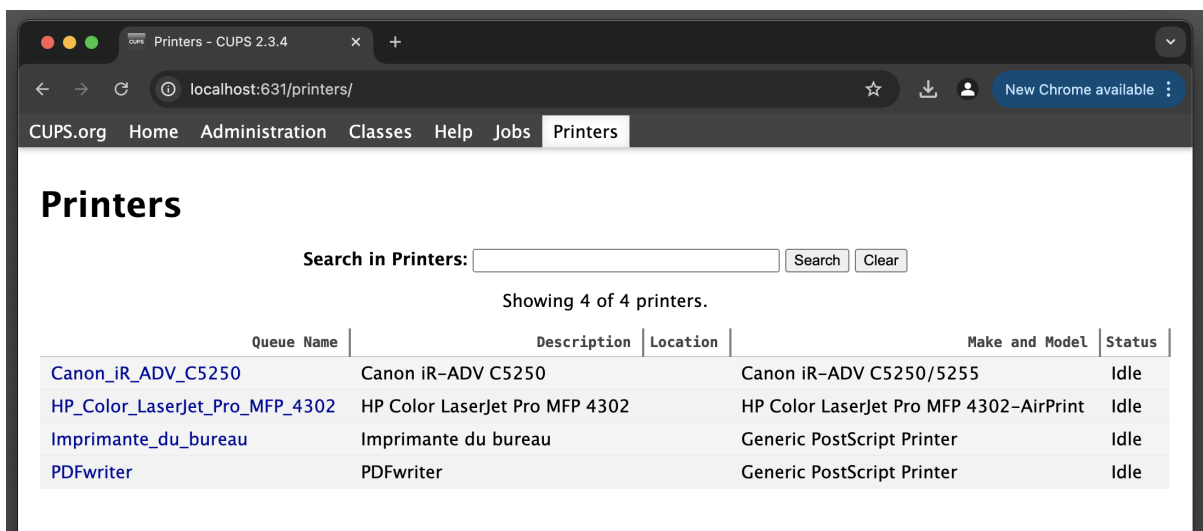 CUPS Printers - CUPS 2.3.4
localhost:631/printers/ New Chrome available
CUPS.org Home Administration Classes Help Jobs Printers
Printers
Search in Printers: Search Clear
Showing 4 of 4 printers.
Queue Name Description Location Make and Model Status
Canon_iR_ADV_C5250 Canon iR-ADV C5250 Canon iR-ADV C5250/5255 Idle
HP_Color_LaserJet_Pro_MFP_4302 HP Color LaserJet Pro MFP 4302 HP Color LaserJet Pro MFP 4302-AirPrint Idle
Imprimante_du_bureau Imprimante du bureau Generic PostScript Printer Idle
PDFwriter PDFwriter Generic PostScript Printer Idle